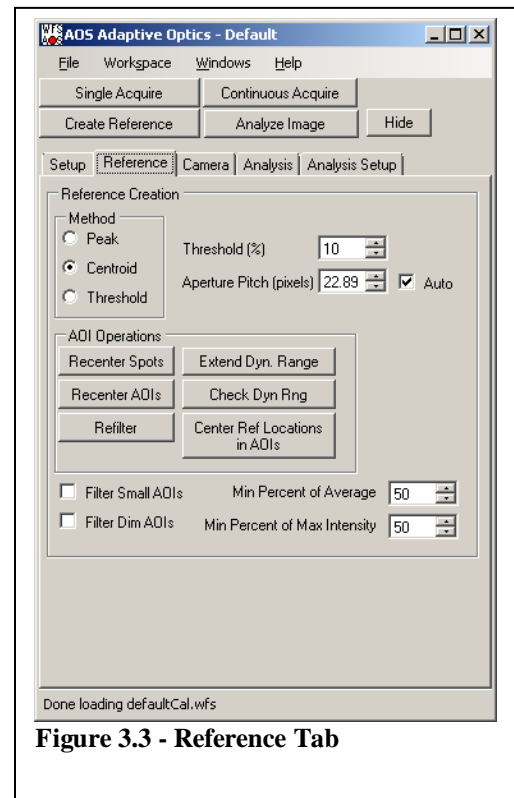 WFS AOS AOS Adaptive Optics - Default
File Workspace Windows Help
Single Acquire Continuous Acquire
Create Reference Analyze Image Hide
Setup Reference Camera Analysis Analysis Setup
Reference Creation
Method
Peak
Centroid
Threshold
Threshold (%) 10
Aperture Pitch (pixels) 22.89 Auto
AOI Operations
Recenter Spots Extend Dyn. Range
Recenter AOIs Check Dyn Rng
Refilter Center Ref Locations
in AOIs
Filter Small AOIs Min Percent of Average 50
Filter Dim AOIs Min Percent of Max Intensity 50
Done loading defaultCal.wfs
Figure 3.3 - Reference Tab